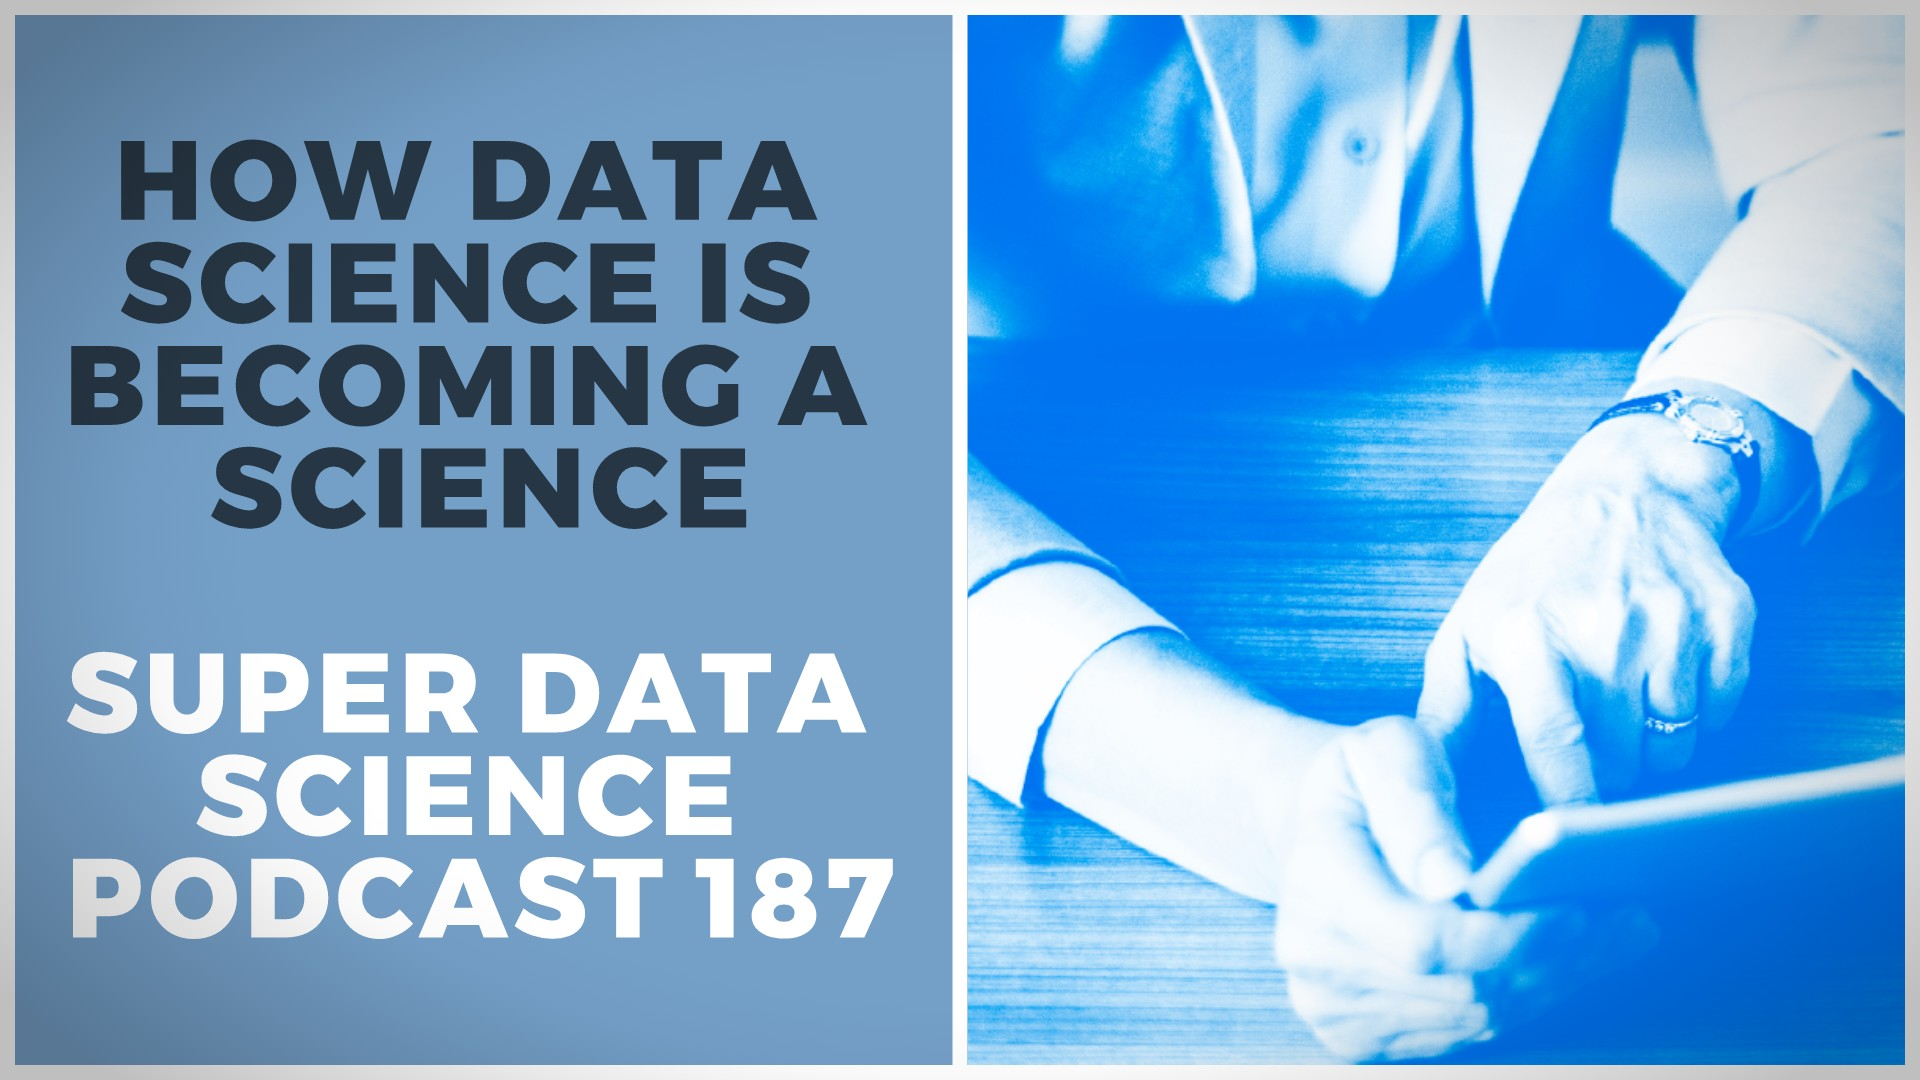 HOW DATA
SCIENCE IS
BECOMING A
SCIENCE
SUPER DATA
SCIENCE
PODCAST 187